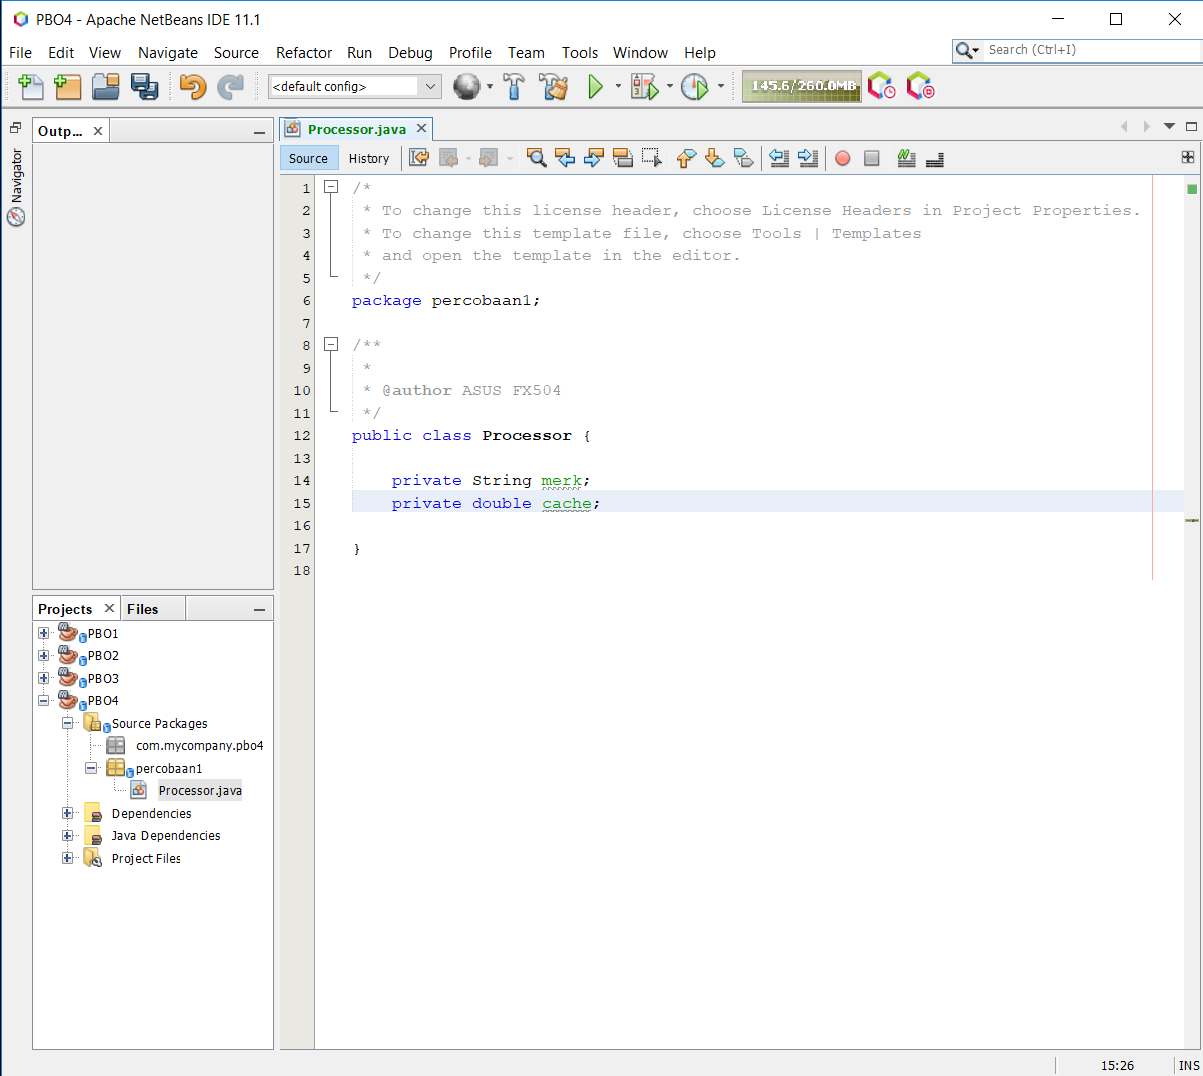 PBO4 - Apache NetBeans IDE 11.1
File Edit View Navigate Source Refactor Run Debug Profile Team Tools Window Help
Search (Ctrl+I)
<default config>
145.6/260.0MB
Navigator
Outp...
Processor.java
Source History
1 /*
2 * To change this license header, choose License Headers in Project Properties.
3 * To change this template file, choose Tools | Templates
4 * and open the template in the editor.
5 */
6 package percobaan1;
7
8 /**
9 *
10 * @author ASUS FX504
11 */
12 public class Processor {
13
14 private String merk;
15 private double cache;
16
17 }
18
Projects Files
PBO1
PBO2
PBO3
PBO4
Source Packages
com.mycompany.pbo4
percobaan1
Processor.java
Dependencies
Java Dependencies
Project Files
15:26 INS